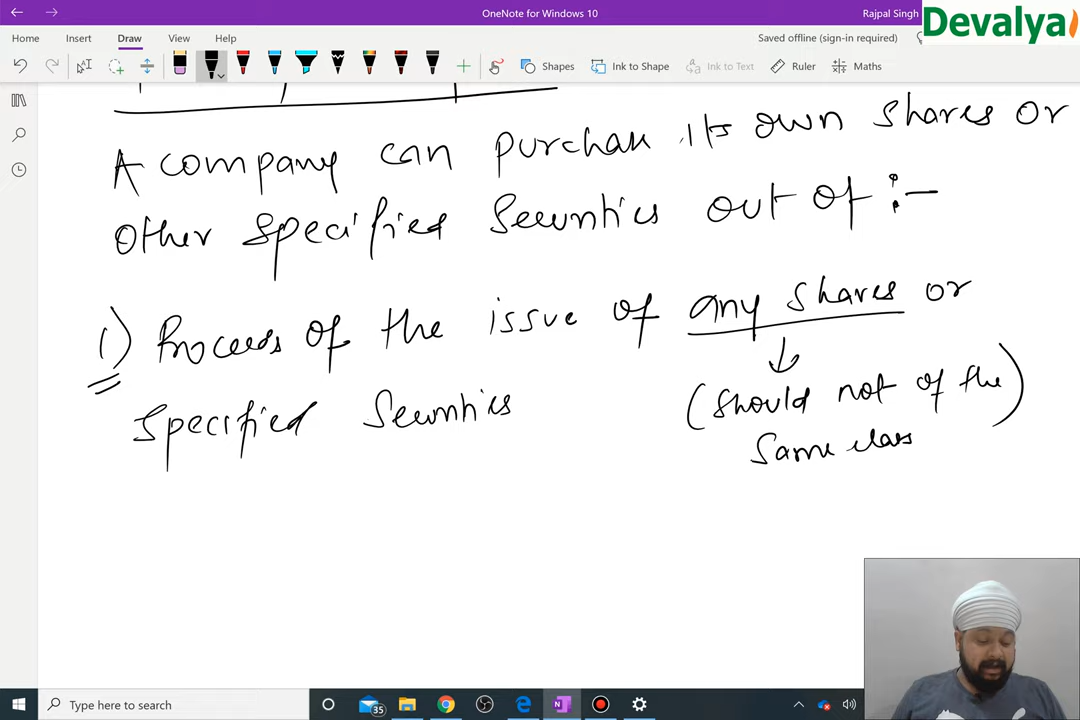 OneNote for Windows 10
Rajpal Singh
Devalya
Home Insert Draw View Help
Saved offline (sign-in required)
Shapes Ink to Shape Ink to Text Ruler Maths
A company can purchase its own shares or
other specified securities out of :-
1) Proceeds of the issue of any shares or
specified securities
(should not of the
same class)
Type here to search
35